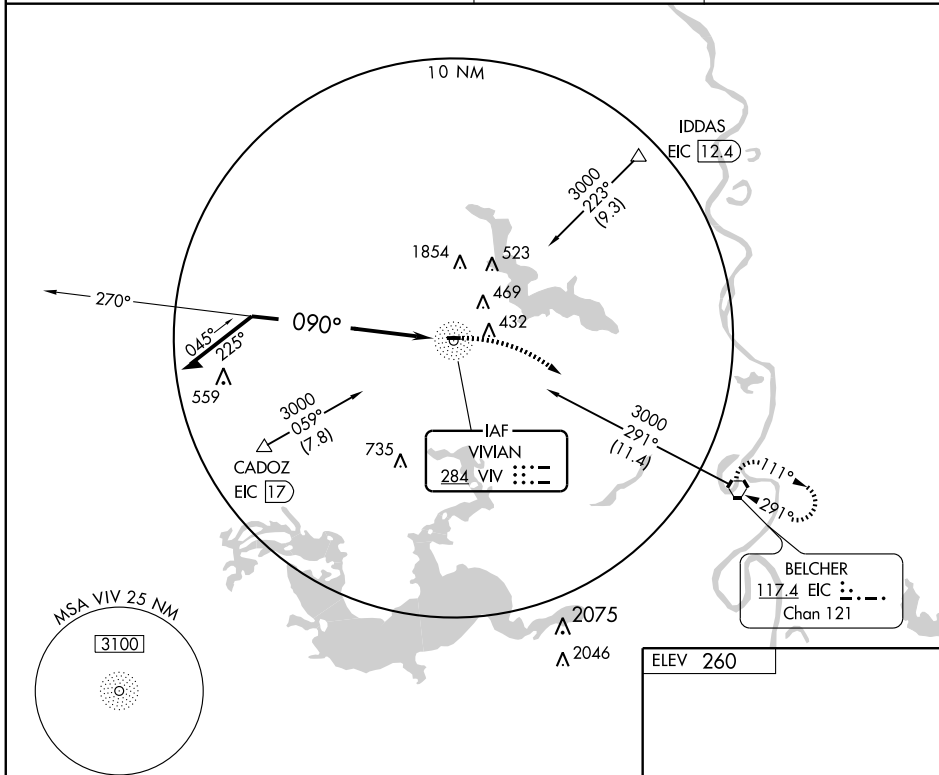 10 NM
IDDAS
EIC 12.4
3000
223°
(9.3)
1854
523
469
432
270°
090°
045°
225°
559
3000
059°
(7.8)
CADOZ
EIC 17
735
IAF
VIVIAN
284 VIV
3000
291°
(11.4)
111°
291°
BELCHER
117.4 EIC
Chan 121
MSA VIV 25 NM
3100
2075
2046
ELEV 260